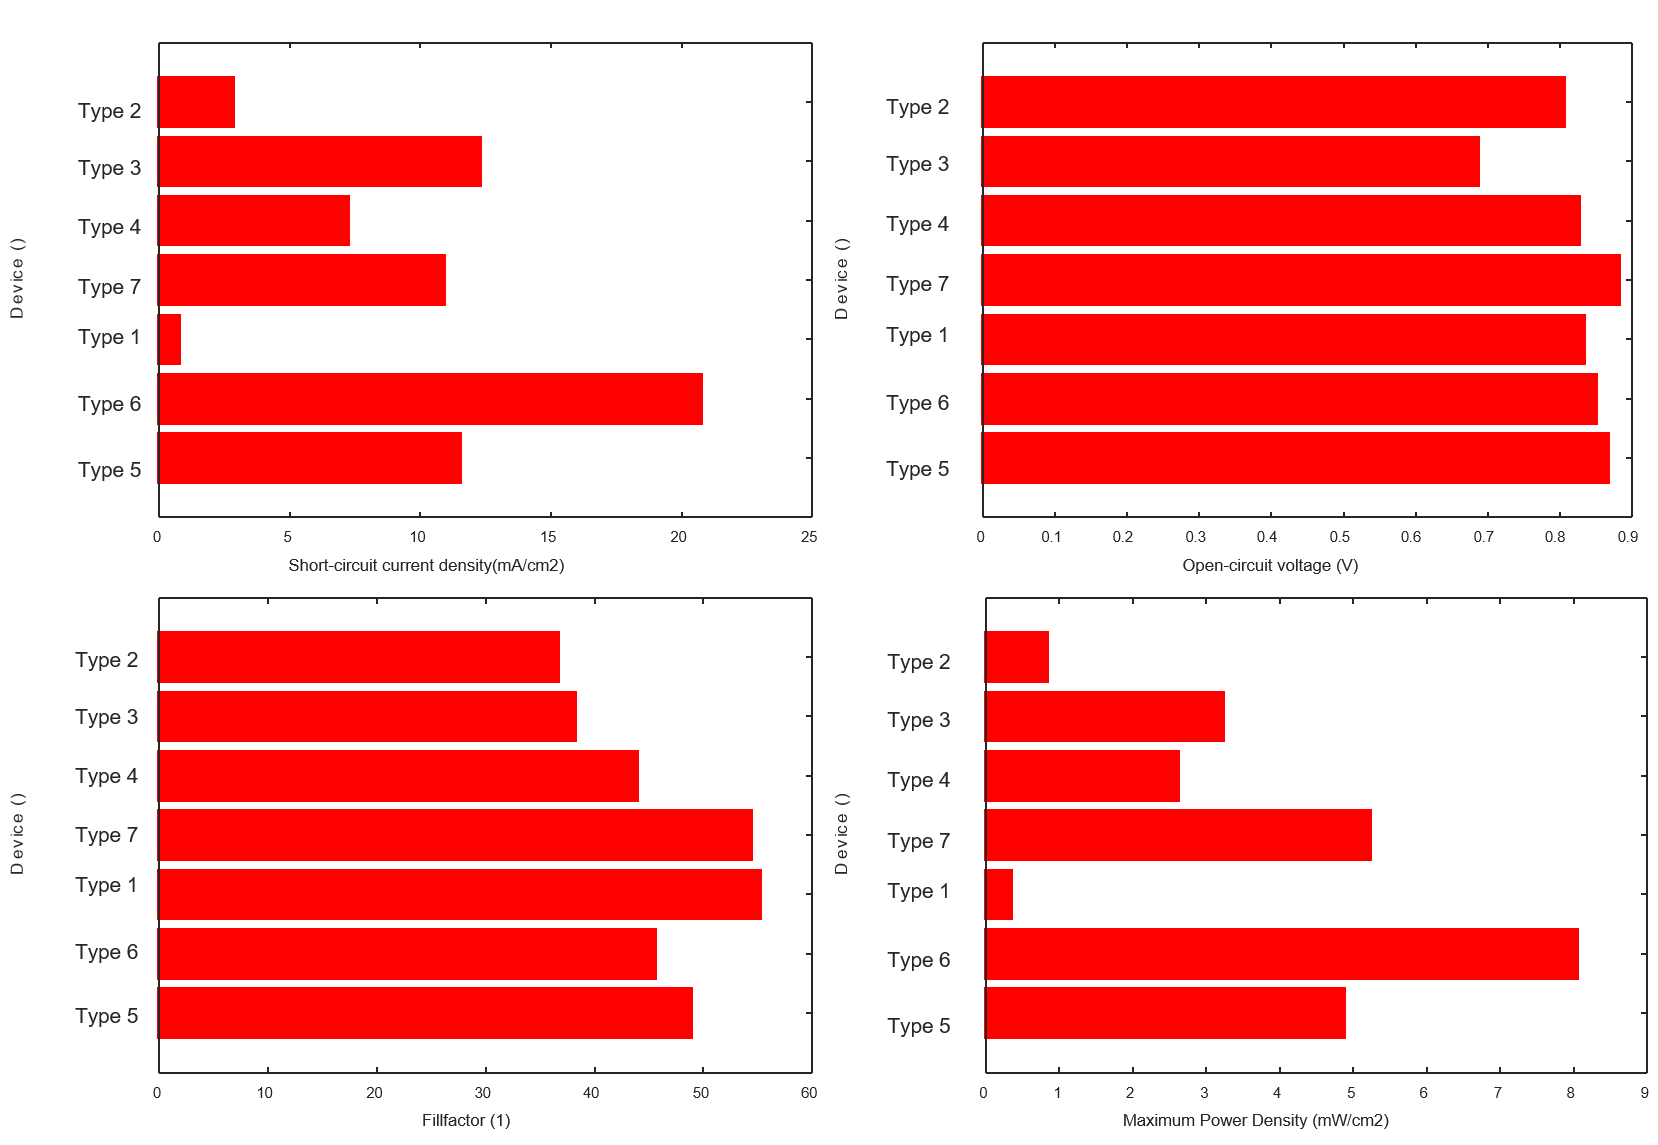 Device ()
Type 2
Type 3
Type 4
Type 7
Type 1
Type 6
Type 5
0 5 10 15 20 25
Short-circuit current density(mA/cm2)
Device ()
Type 2
Type 3
Type 4
Type 7
Type 1
Type 6
Type 5
0 0.1 0.2 0.3 0.4 0.5 0.6 0.7 0.8 0.9
Open-circuit voltage (V)
Device ()
Type 2
Type 3
Type 4
Type 7
Type 1
Type 6
Type 5
0 10 20 30 40 50 60
Fillfactor (1)
Device ()
Type 2
Type 3
Type 4
Type 7
Type 1
Type 6
Type 5
0 1 2 3 4 5 6 7 8 9
Maximum Power Density (mW/cm2)